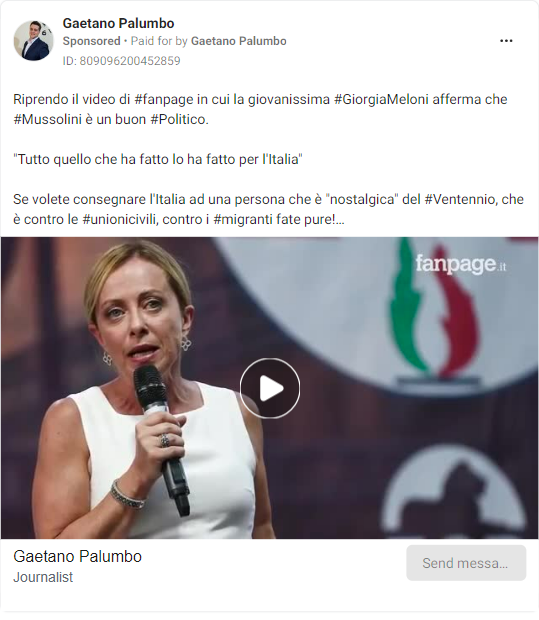 Gaetano Palumbo
Sponsored • Paid for by Gaetano Palumbo
ID: 809096200452859
Riprendo il video di #fanpage in cui la giovanissima #GiorgiaMeloni afferma che
#Mussolini è un buon #Politico.
"Tutto quello che ha fatto lo ha fatto per l'Italia"
Se volete consegnare l'Italia ad una persona che è "nostalgica" del #Ventennio, che
è contro le #unionicivili, contro i #migranti fate pure!...
fanpage.it
Gaetano Palumbo
Journalist
Send messa...